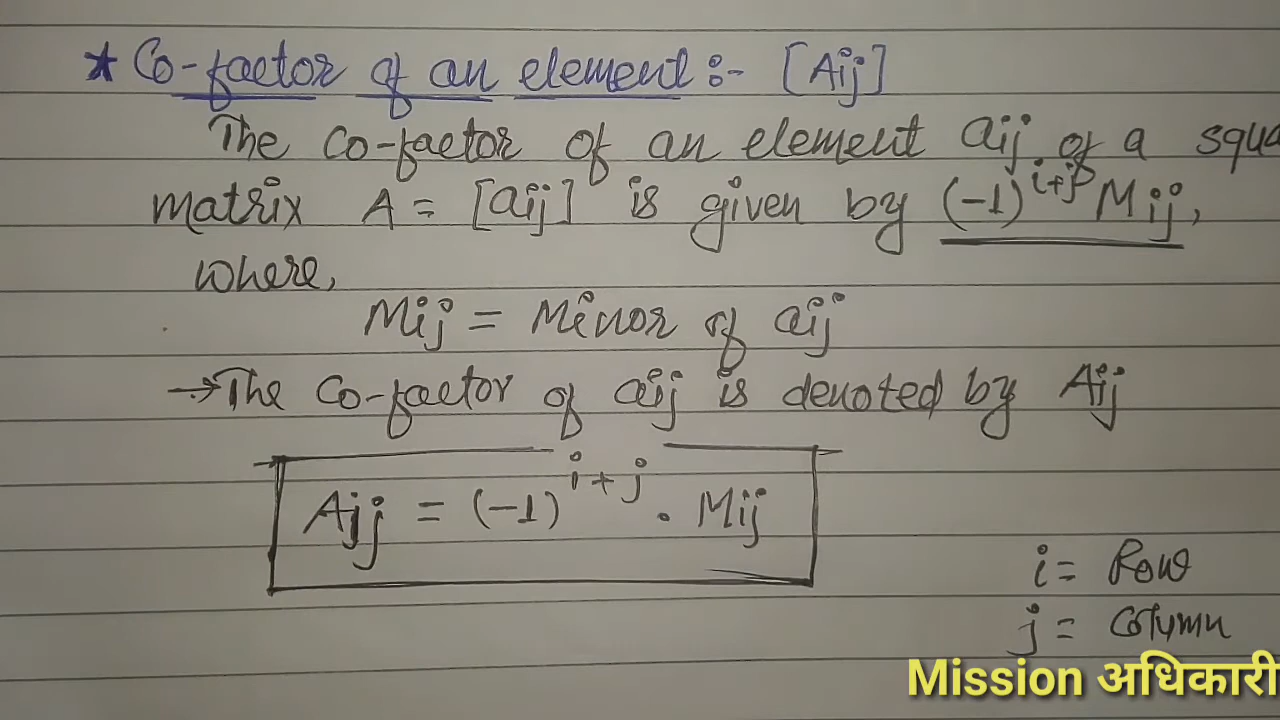 * Co-factor of an element :- [Aij]
The Co-factor of an element aij of a squa
matrix A = [aij] is given by (-1)^i+j Mij,
where,
Mij = Minor of aij
→ The Co-factor of aij is denoted by Aij
Aij = (-1)^i+j . Mij
i = Row
j = Column
Mission अधिकारी